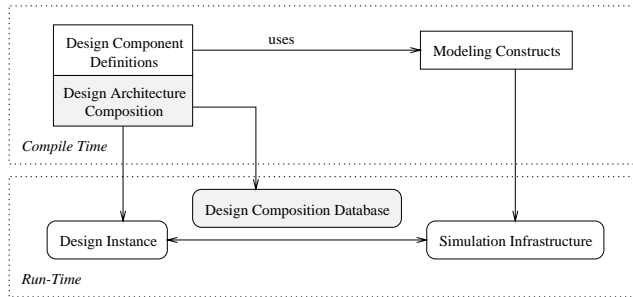 Design Component
Definitions
uses
Modeling Constructs
Design Architecture
Composition
Compile Time
Design Composition Database
Design Instance
Simulation Infrastructure
Run-Time